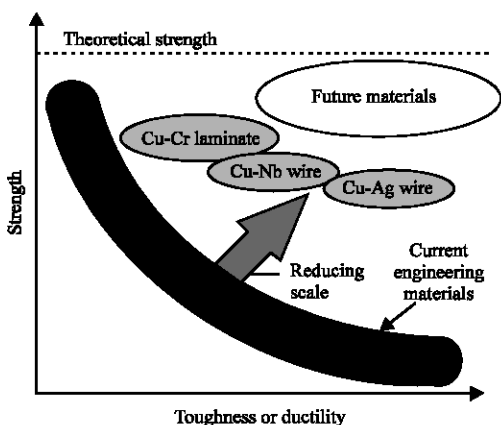 Theoretical strength
Future materials
Cu-Cr laminate
Cu-Nb wire
Cu-Ag wire
Strength
Reducing
scale
Current
engineering
materials
Toughness or ductility